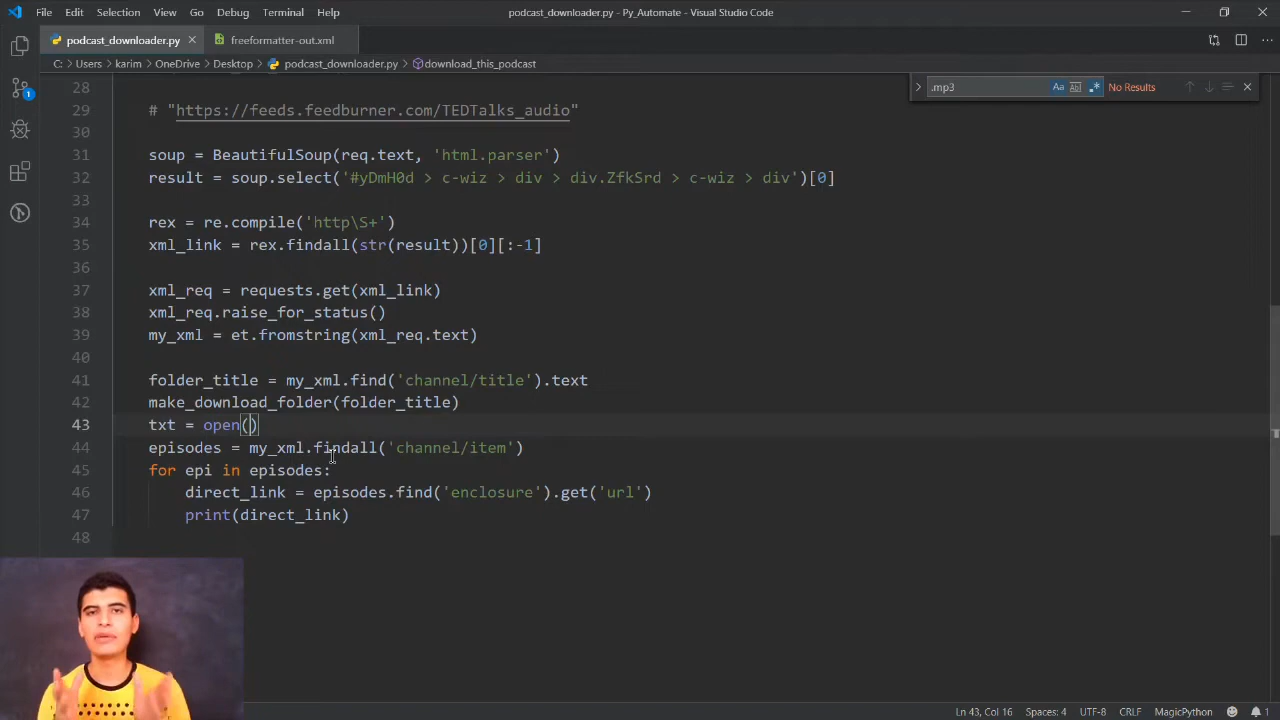 File Edit Selection View Go Debug Terminal Help podcast_downloader.py - Py_Automate - Visual Studio Code
podcast_downloader.py freeformatter-out.xml
C: > Users > karim > OneDrive > Desktop > podcast_downloader.py > download_this_podcast
.mp3 Aa Ab| .* No Results
28
29 # "https://feeds.feedburner.com/TEDTalks_audio"
30
31 soup = BeautifulSoup(req.text, 'html.parser')
32 result = soup.select('#yDmH0d > c-wiz > div > div.ZfkSrd > c-wiz > div')[0]
33
34 rex = re.compile('http\S+')
35 xml_link = rex.findall(str(result))[0][:-1]
36
37 xml_req = requests.get(xml_link)
38 xml_req.raise_for_status()
39 my_xml = et.fromstring(xml_req.text)
40
41 folder_title = my_xml.find('channel/title').text
42 make_download_folder(folder_title)
43 txt = open()
44 episodes = my_xml.findall('channel/item')
45 for epi in episodes:
46 direct_link = episodes.find('enclosure').get('url')
47 print(direct_link)
48
1
Ln 43, Col 16 Spaces: 4 UTF-8 CRLF MagicPython 1